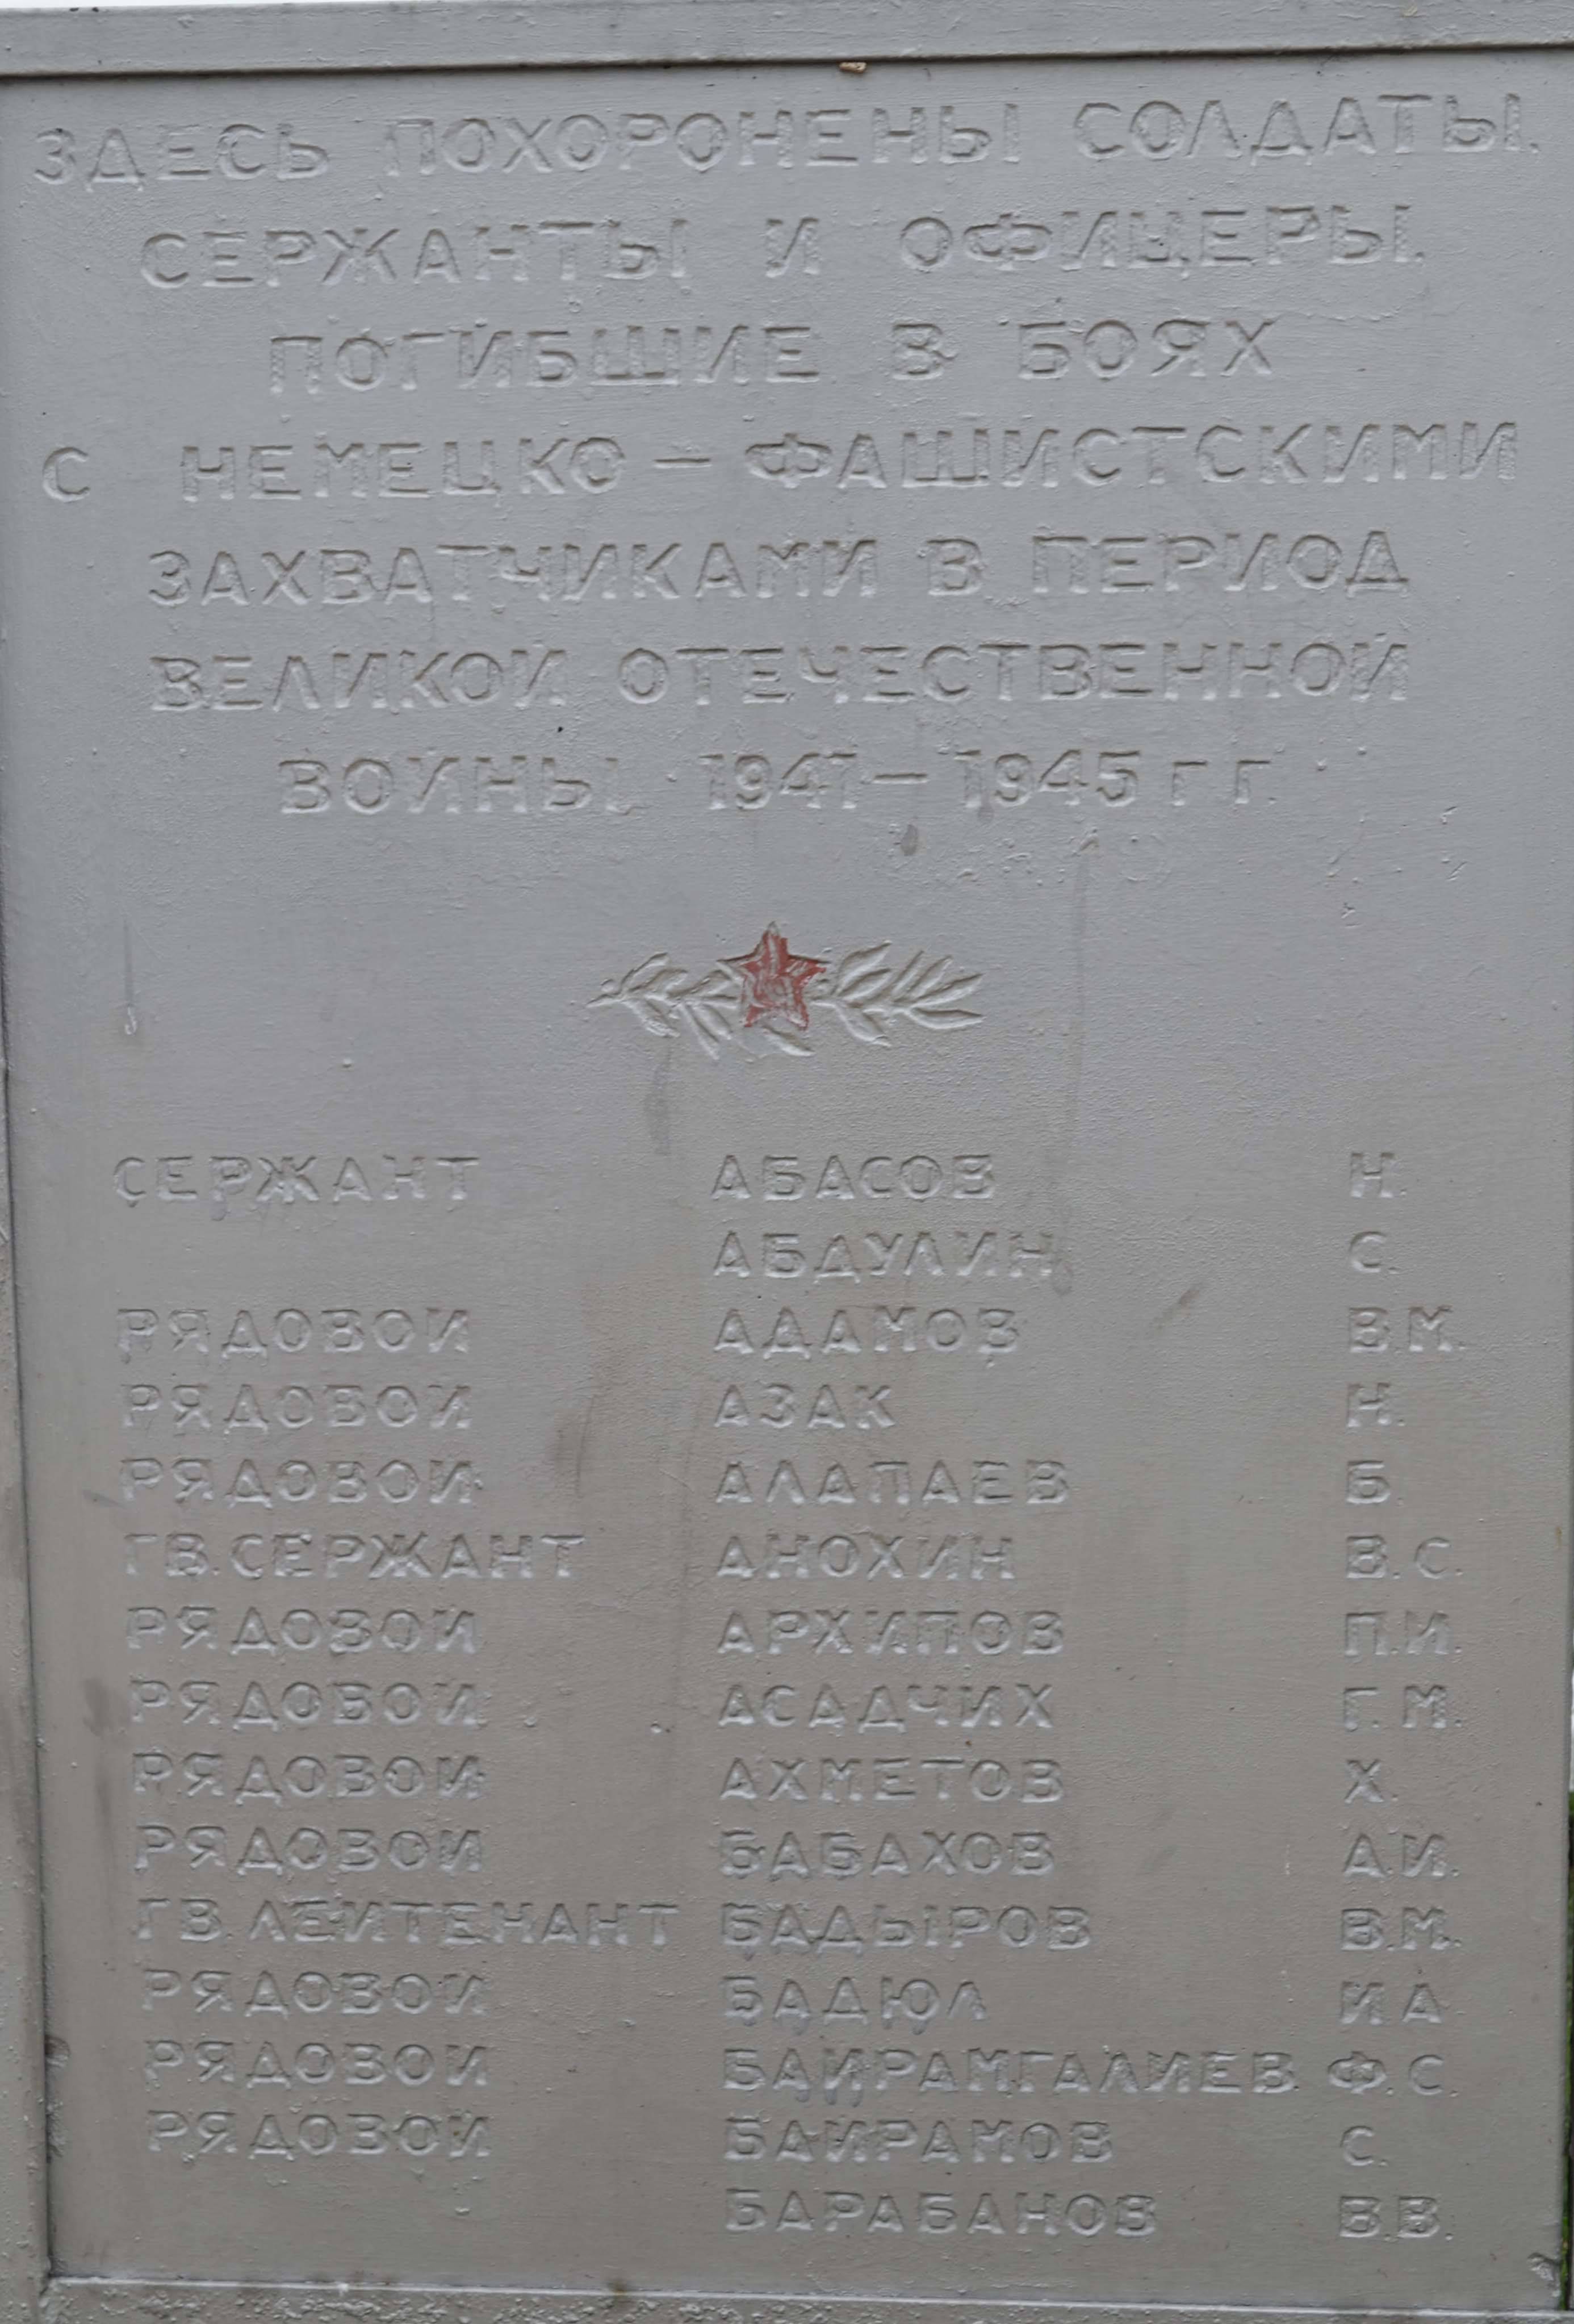 ЗДЕСЬ ПОХОРОНЕНЫ СОЛДАТЫ,
СЕРЖАНТЫ И ОФИЦЕРЫ,
ПОГИБШИЕ В БОЯХ
С НЕМЕЦКО – ФАШИСТСКИМИ
ЗАХВАТЧИКАМИ В ПЕРИОД
ВЕЛИКОЙ ОТЕЧЕСТВЕННОЙ
ВОЙНЫ 1941 – 1945 Г Г.
СЕРЖАНТ АБАСОВ Н.
АБДУЛИН С.
РЯДОВОЙ АДАМОВ В.М.
РЯДОВОЙ АЗАК Н.
РЯДОВОЙ АЛАПАЕВ Б.
ГВ. СЕРЖАНТ АНОХИН В.С.
РЯДОВОЙ АРХИПОВ П.И.
РЯДОВОЙ АСАДЧИХ Г.М.
РЯДОВОЙ АХМЕТОВ Х.
РЯДОВОЙ БАБАХОВ А.И.
ГВ. ЛЕЙТЕНАНТ БАДЫРОВ В.М.
РЯДОВОЙ БАДЮЛ И А
РЯДОВОЙ БАЙРАМГАЛИЕВ Ф.С.
РЯДОВОЙ БАЙРАМОВ С.
БАРАБАНОВ В.В.